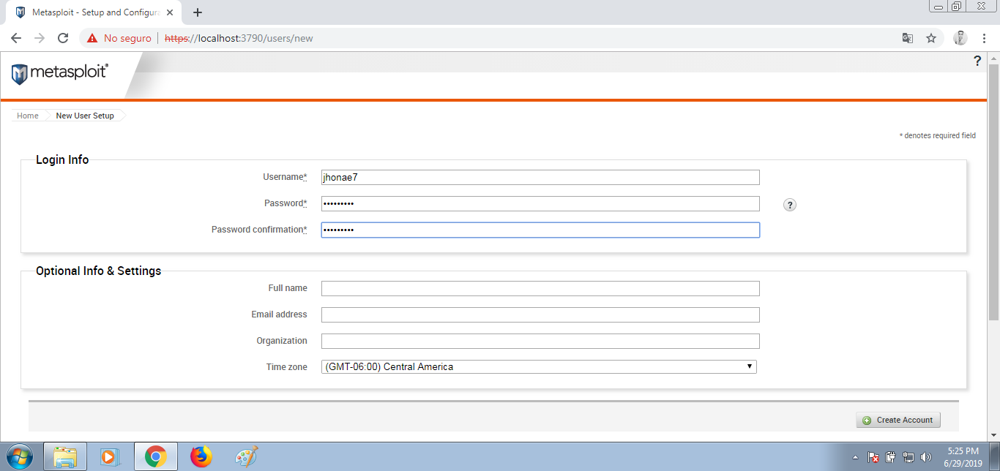 Metasploit - Setup and Configura
No seguro
https://localhost:3790/users/new
metasploit®
?
Home
New User Setup
* denotes required field
Login Info
Username*
jhonae7
Password*
•••••••••
?
Password confirmation*
•••••••••
Optional Info & Settings
Full name
Email address
Organization
Time zone
(GMT-06:00) Central America
Create Account
5:25 PM
6/29/2019